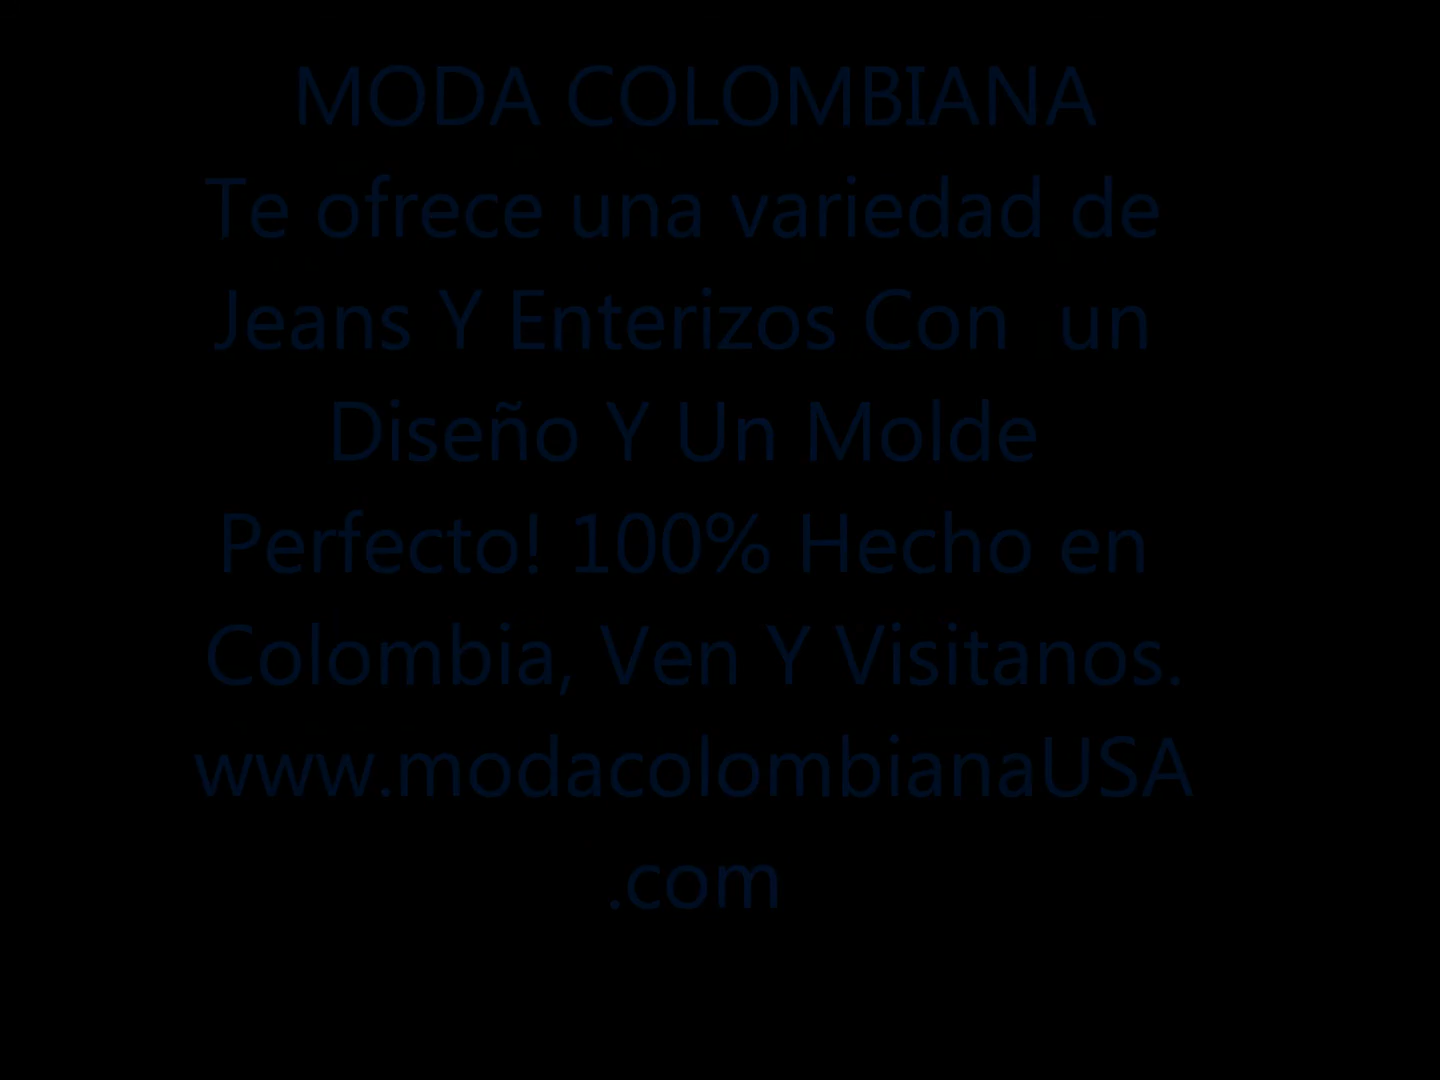 MODA COLOMBIANA
Te ofrece una variedad de
Jeans Y Enterizos Con  un
Diseño Y Un Molde
Perfecto! 100% Hecho en
Colombia, Ven Y Visitanos.
www.modacolombianaUSA
.com